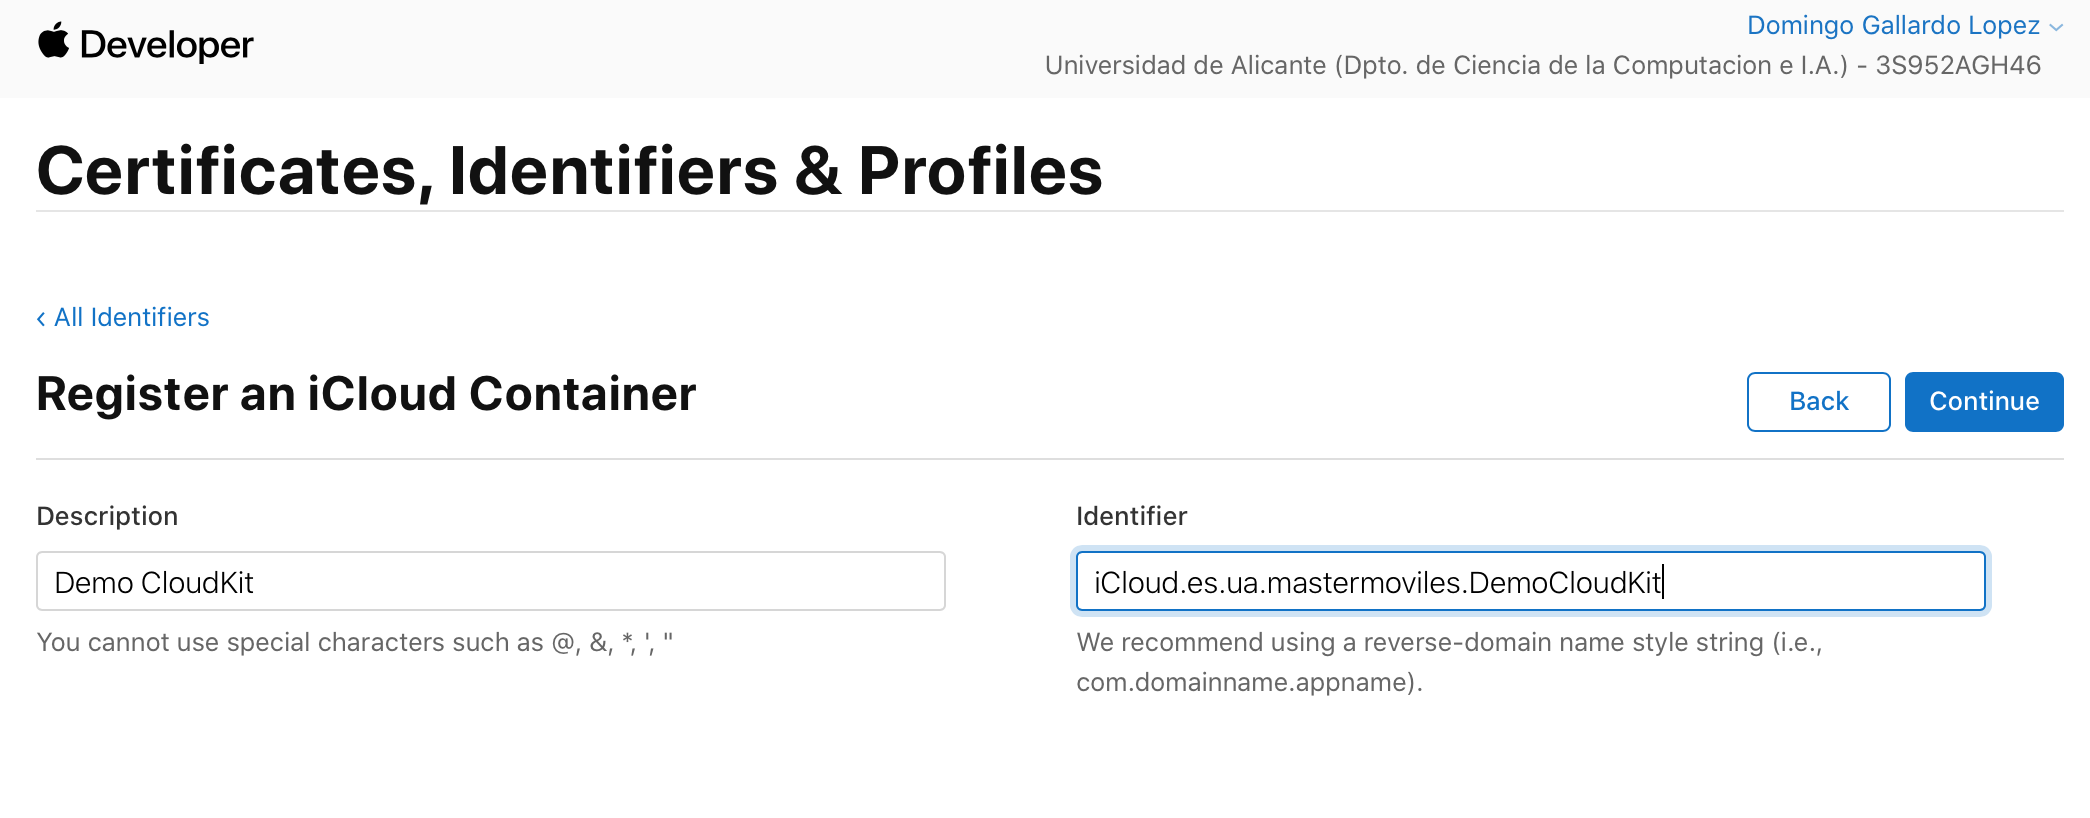 Developer
Domingo Gallardo Lopez
Universidad de Alicante (Dpto. de Ciencia de la Computacion e I.A.) - 3S952AGH46
Certificates, Identifiers & Profiles
‹ All Identifiers
Register an iCloud Container
Back
Continue
Description
Demo CloudKit
You cannot use special characters such as @, &, *, ', "
Identifier
iCloud.es.ua.mastermoviles.DemoCloudKit
We recommend using a reverse-domain name style string (i.e.,
com.domainname.appname).